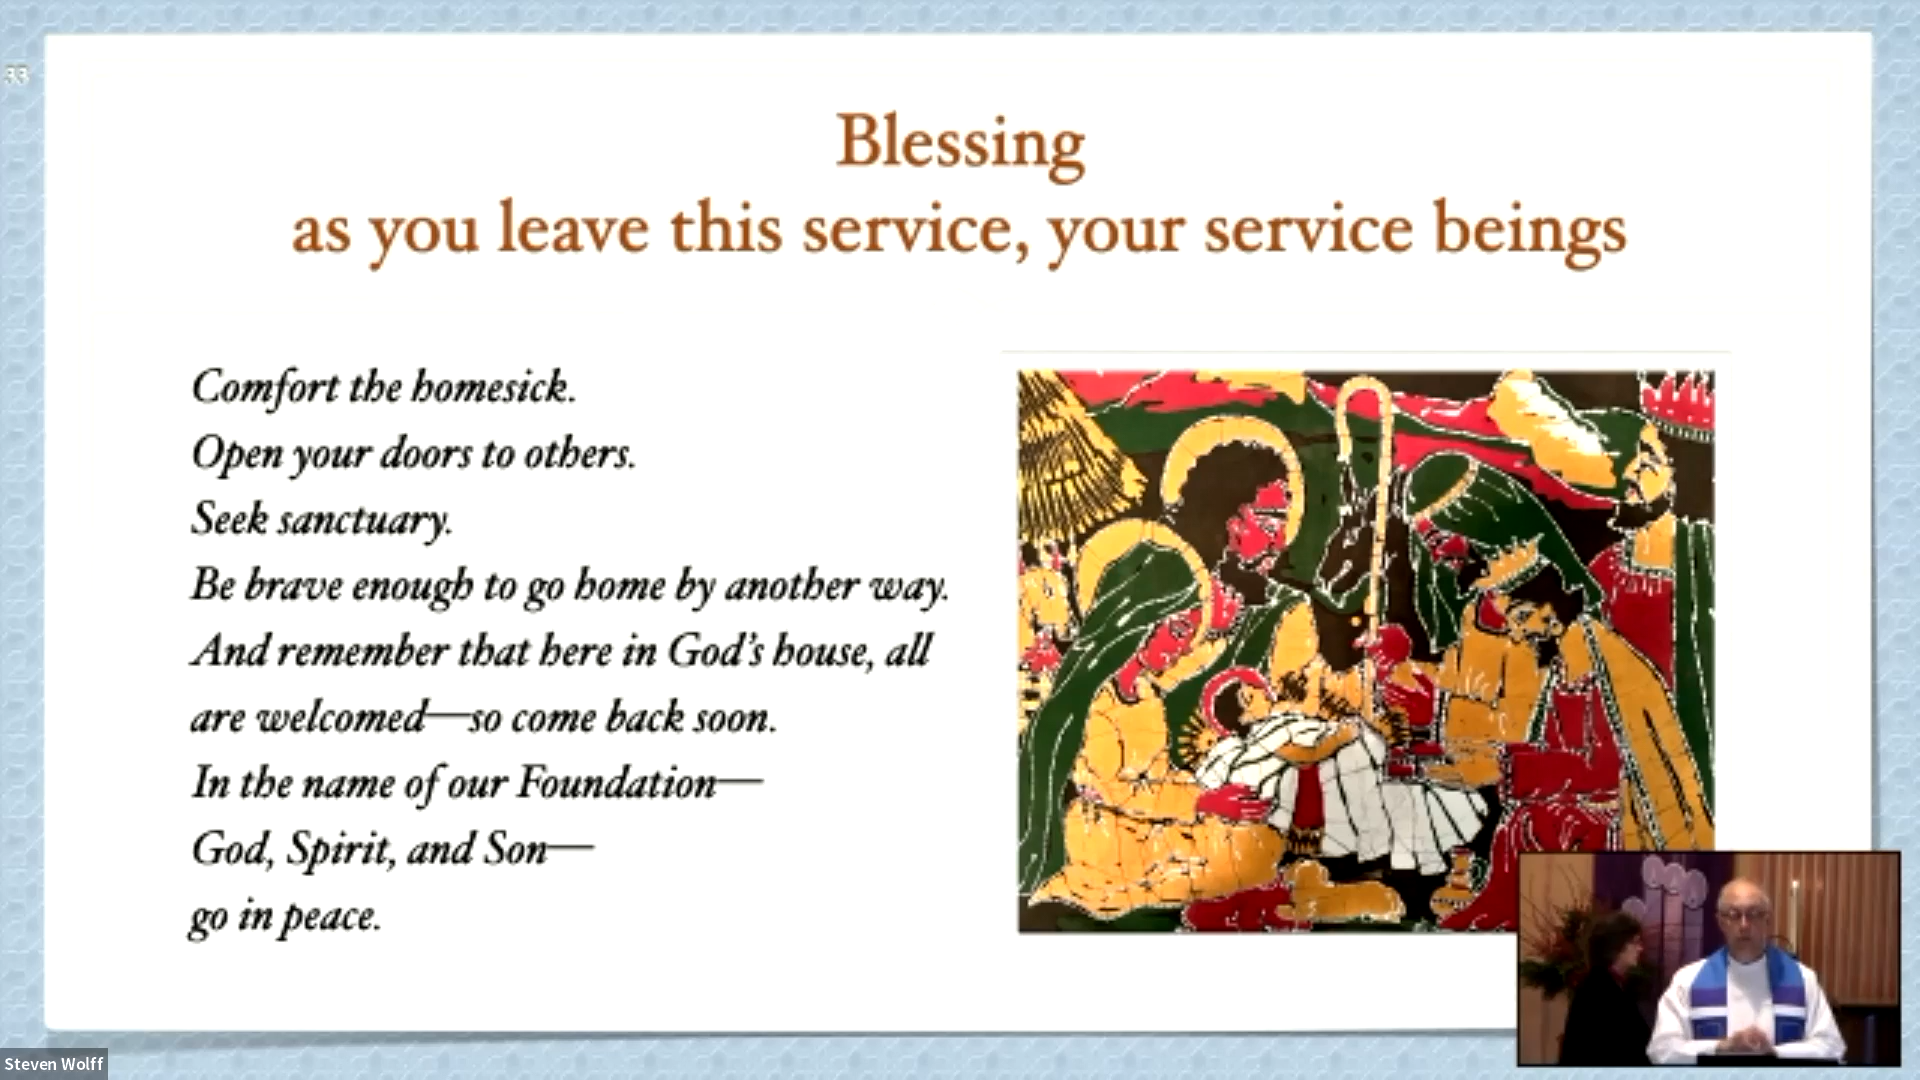 33
Blessing
as you leave this service, your service beings
Comfort the homesick.
Open your doors to others.
Seek sanctuary.
Be brave enough to go home by another way.
And remember that here in God’s house, all
are welcomed—so come back soon.
In the name of our Foundation—
God, Spirit, and Son—
go in peace.
Steven Wolff